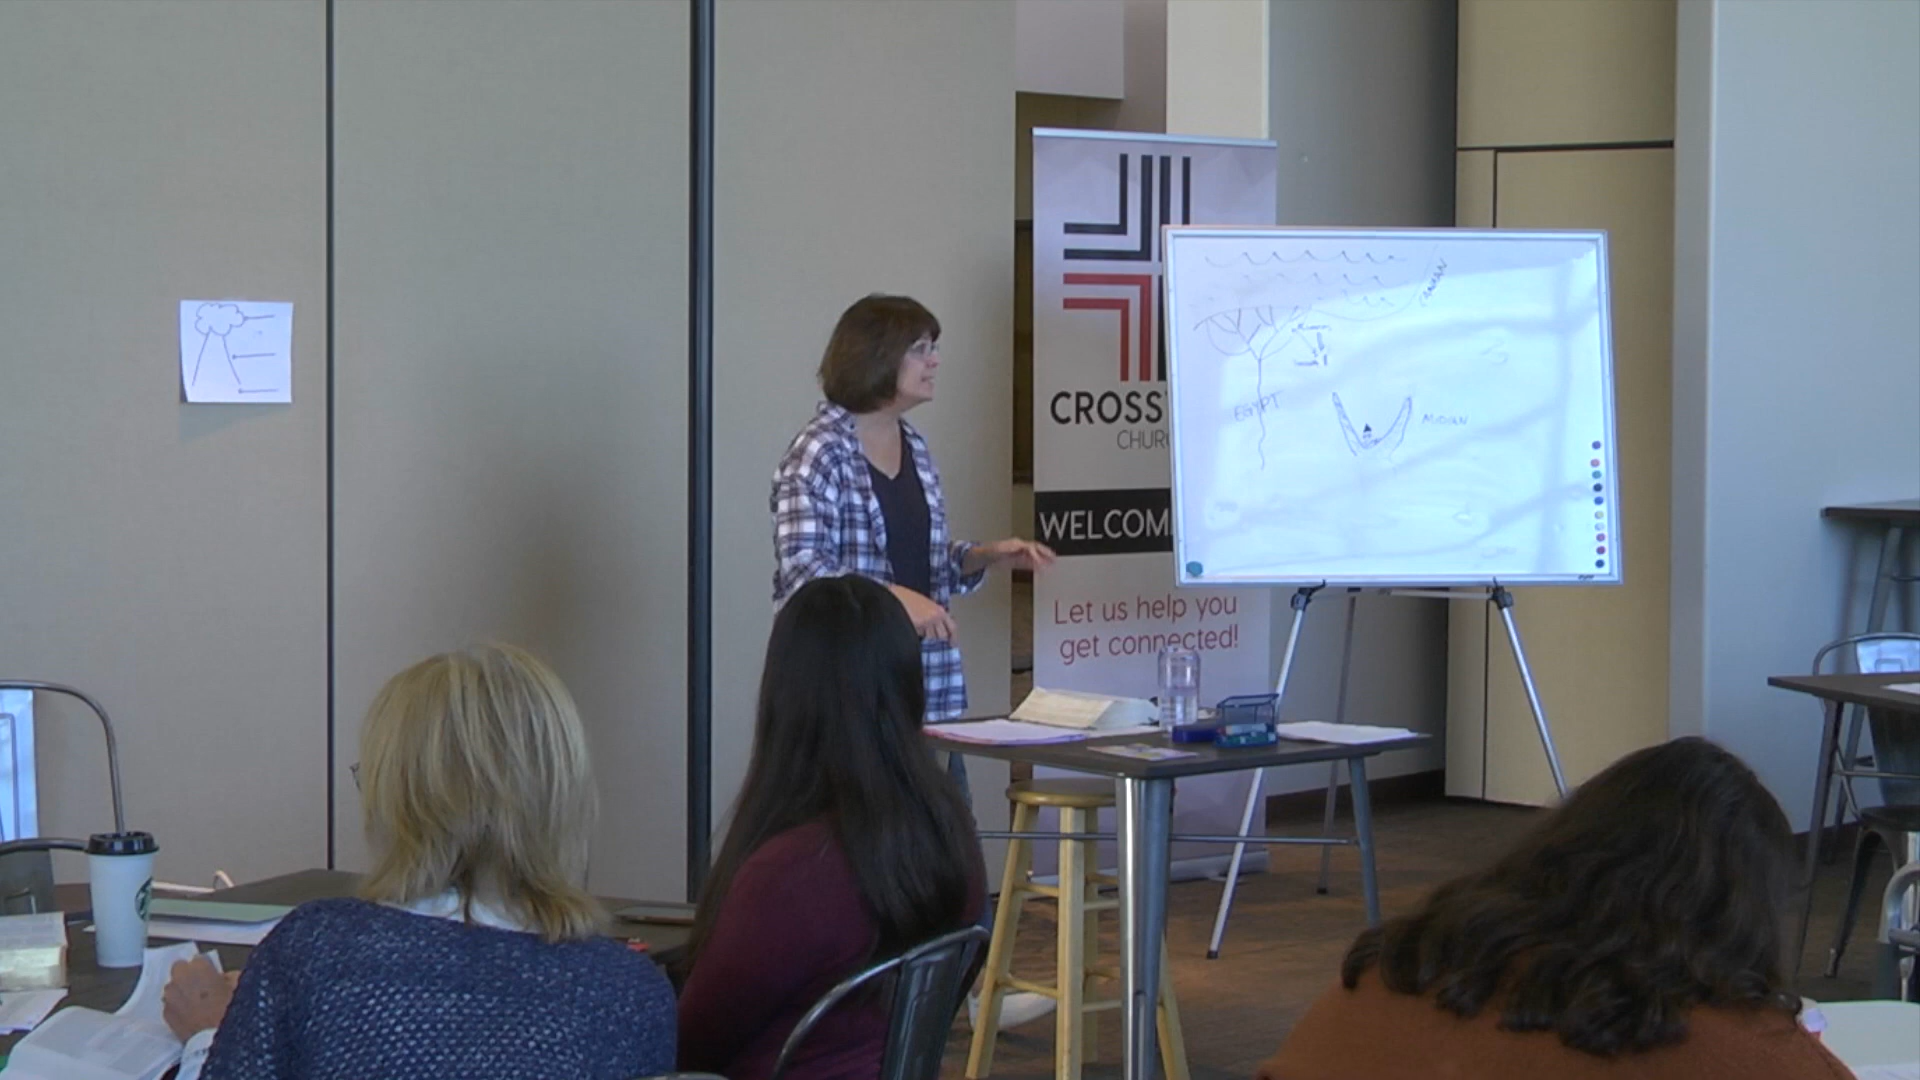 CROSS
CHURC
WELCOM
Let us help you
get connected!
CANAAN
EGYPT
MIDIAN